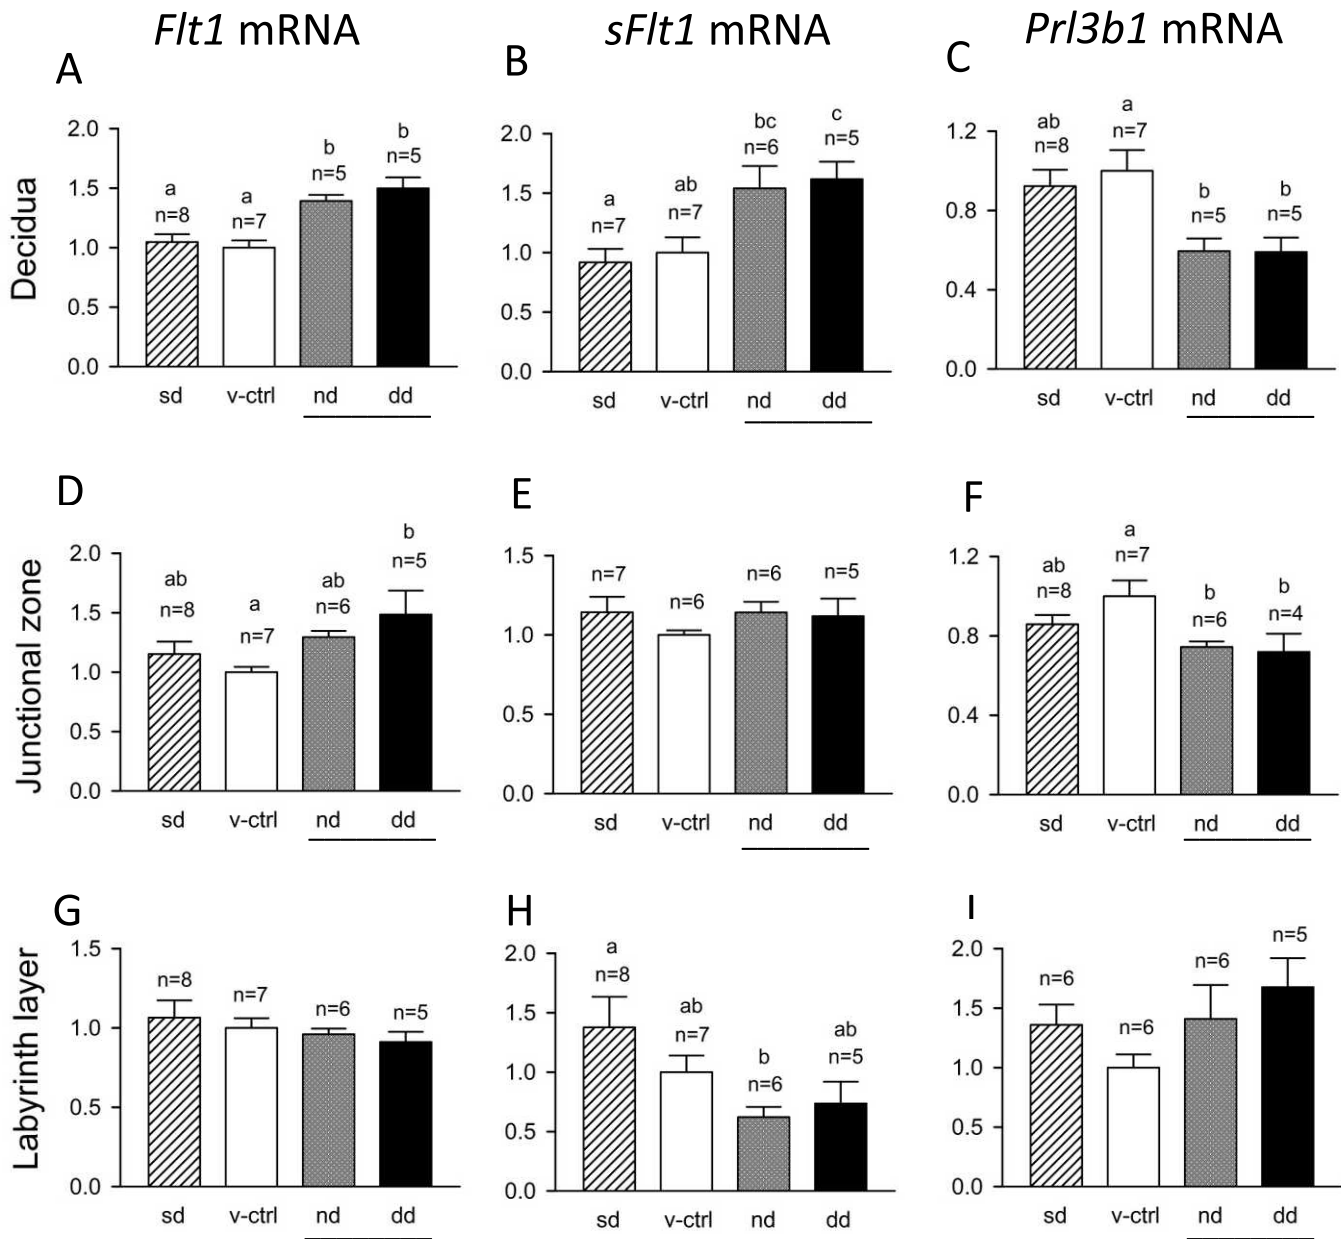 Flt1 mRNA
sFlt1 mRNA
Prl3b1 mRNA
A
Decidua
2.0
1.5
1.0
0.5
0.0
a
n=8
a
n=7
b
n=5
b
n=5
sd v-ctrl nd dd
B
2.0
1.5
1.0
0.5
0.0
a
n=7
ab
n=7
bc
n=6
c
n=5
sd v-ctrl nd dd
C
1.2
0.8
0.4
0.0
ab
n=8
a
n=7
b
n=5
b
n=5
sd v-ctrl nd dd
D
Junctional zone
2.0
1.5
1.0
0.5
0.0
ab
n=8
a
n=7
ab
n=6
b
n=5
sd v-ctrl nd dd
E
1.5
1.0
0.5
0.0
n=7
n=6
n=6
n=5
sd v-ctrl nd dd
F
1.2
0.8
0.4
0.0
ab
n=8
a
n=7
b
n=6
b
n=4
sd v-ctrl nd dd
G
Labyrinth layer
1.5
1.0
0.5
0.0
n=8
n=7
n=6
n=5
sd v-ctrl nd dd
H
2.0
1.5
1.0
0.5
0.0
a
n=8
ab
n=7
b
n=6
ab
n=5
sd v-ctrl nd dd
I
2.0
1.5
1.0
0.5
0.0
n=6
n=6
n=6
n=5
sd v-ctrl nd dd